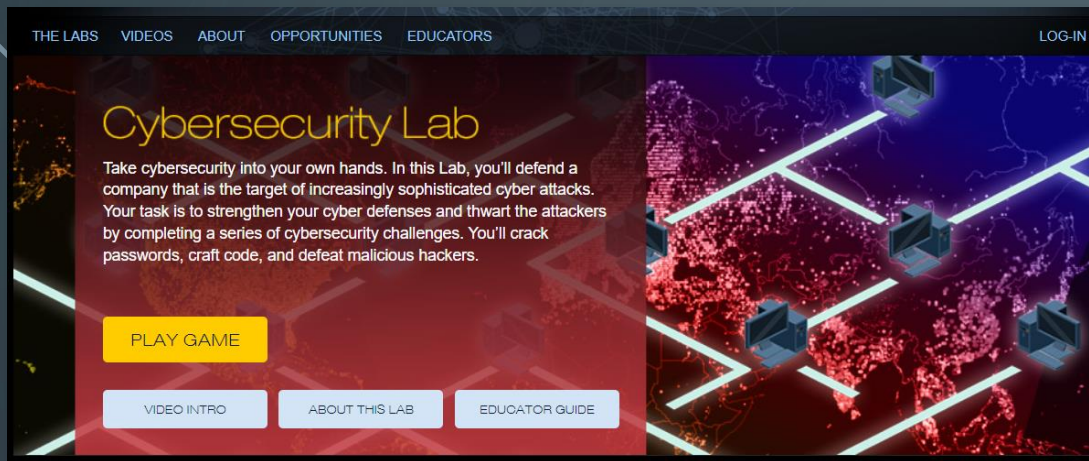 THE LABS VIDEOS ABOUT OPPORTUNITIES EDUCATORS LOG-IN
Cybersecurity Lab
Take cybersecurity into your own hands. In this Lab, you'll defend a
company that is the target of increasingly sophisticated cyber attacks.
Your task is to strengthen your cyber defenses and thwart the attackers
by completing a series of cybersecurity challenges. You'll crack
passwords, craft code, and defeat malicious hackers.
PLAY GAME
VIDEO INTRO ABOUT THIS LAB EDUCATOR GUIDE